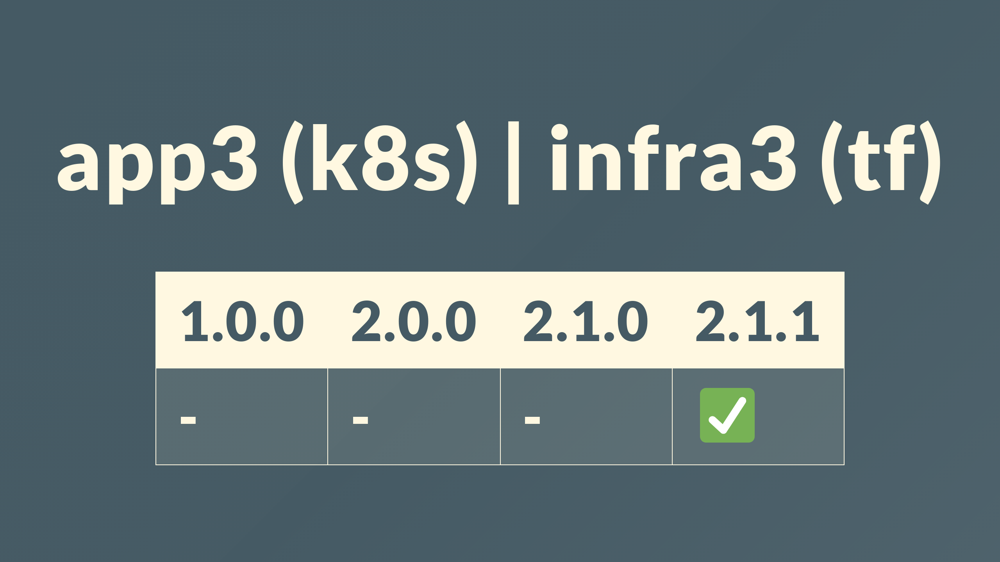 app3 (k8s) | infra3 (tf)
1.0.0 2.0.0 2.1.0 2.1.1
- - - ✅